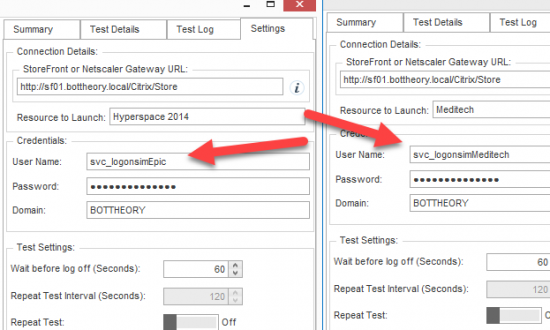 Summary Test Details Test Log Settings
Connection Details:
StoreFront or Netscaler Gateway URL:
http://sf01.bottheory.local/Citrix/Store
Resource to Launch: Hyperspace 2014
Credentials:
User Name: svc_logonsimEpic
Password: ●●●●●●●●●●●●●●
Domain: BOTTHEORY
Test Settings:
Wait before log off (Seconds): 60
Repeat Test Interval (Seconds): 120
Repeat Test: Off
Summary Test Details Test Log
Connection Details:
StoreFront or Netscaler Gateway URL:
http://sf01.bottheory.local/Citrix/Store
Resource to Launch: Meditech
User Name: svc_logonsimMeditech
Password: ●●●●●●●●●●●●●●
Domain: BOTTHEORY
Test Settings:
Wait before log off (Seconds): 60
Repeat Test Interval (Seconds): 120
Repeat Test: Off